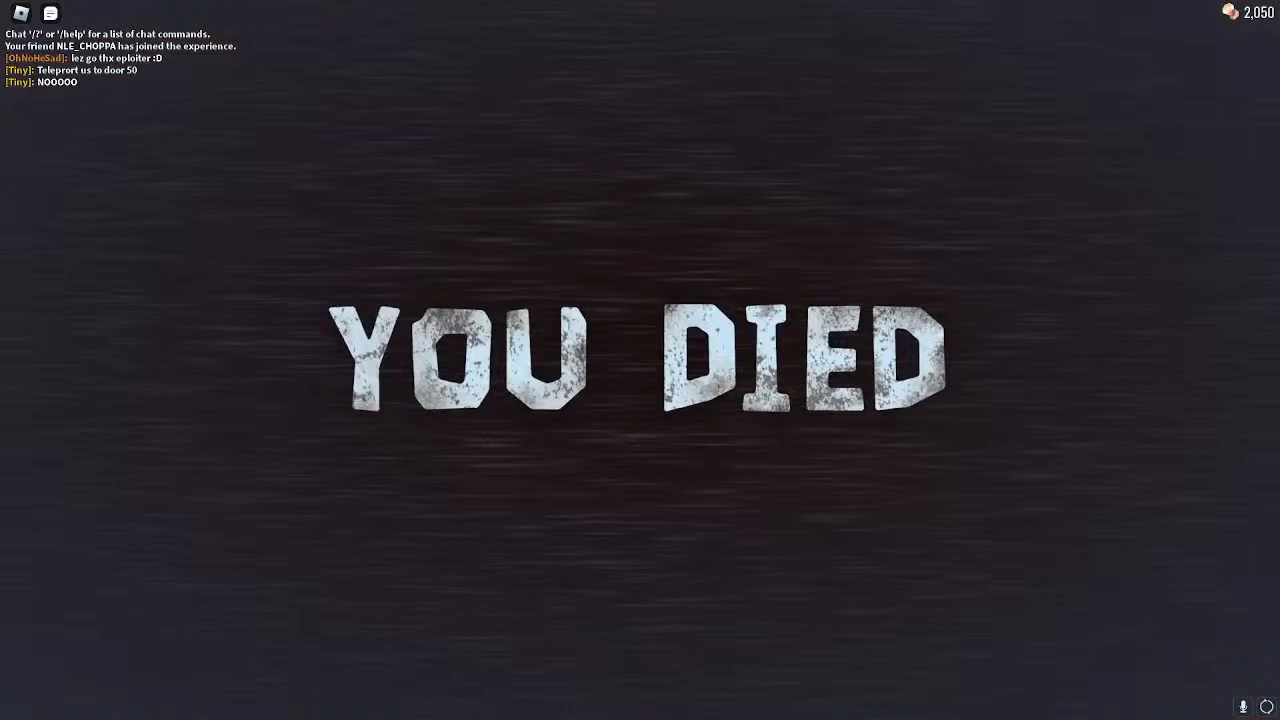 2,050
Chat '/?' or '/help' for a list of chat commands.
Your friend NLE_CHOPPA has joined the experience.
[OhNoHeSad]: lez go thx eploiter :D
[Tiny]: Teleprort us to door 50
[Tiny]: NOOOOO
YOU DIED